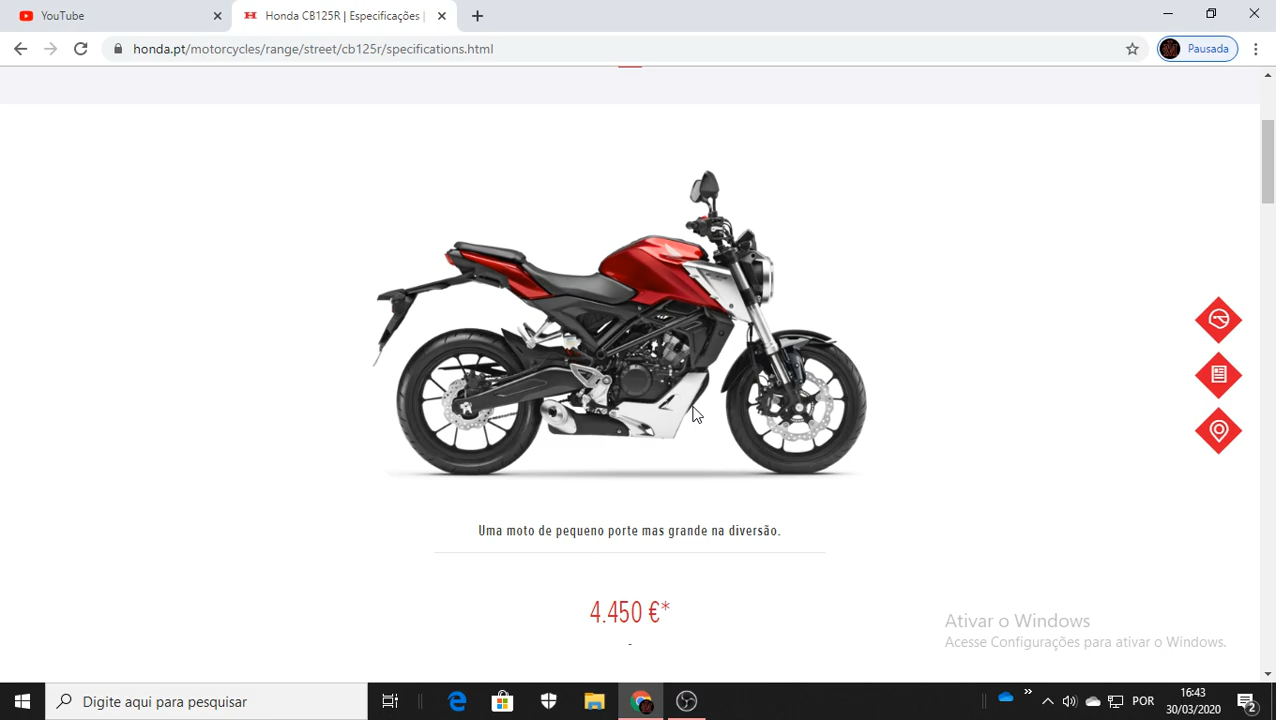 YouTube
Honda CB125R | Especificações |
honda.pt/motorcycles/range/street/cb125r/specifications.html
Pausada
Uma moto de pequeno porte mas grande na diversão.
4.450 €*
-
Ativar o Windows
Acesse Configurações para ativar o Windows.
Digite aqui para pesquisar
POR
16:43
30/03/2020
2